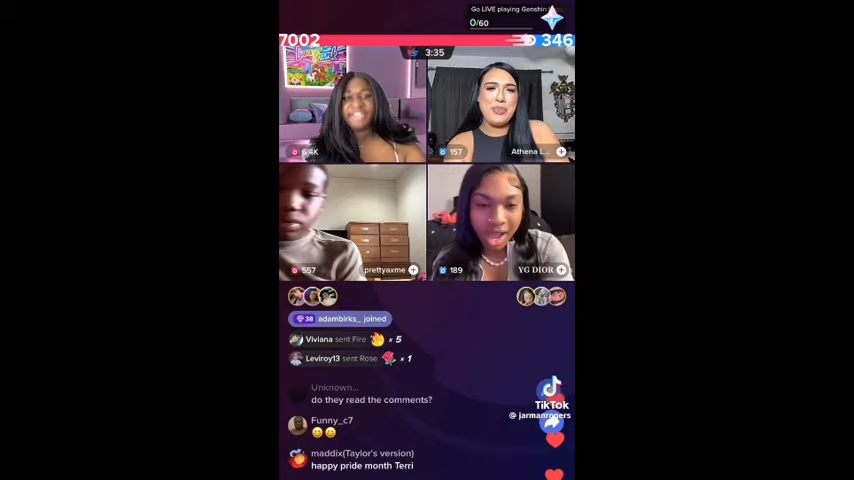 Go LIVE playing Genshin
0/60
7002
346
3:35
6.4K
157
Athena L...
557
prettyaxme
189
YG DIOR
38 adambirks_ joined
Viviana sent Fire x 5
Leviroy13 sent Rose x 1
Unknown...
do they read the comments?
Funny_c7
maddix(Taylor's version)
happy pride month Terri
TikTok
@ jarmanrogers